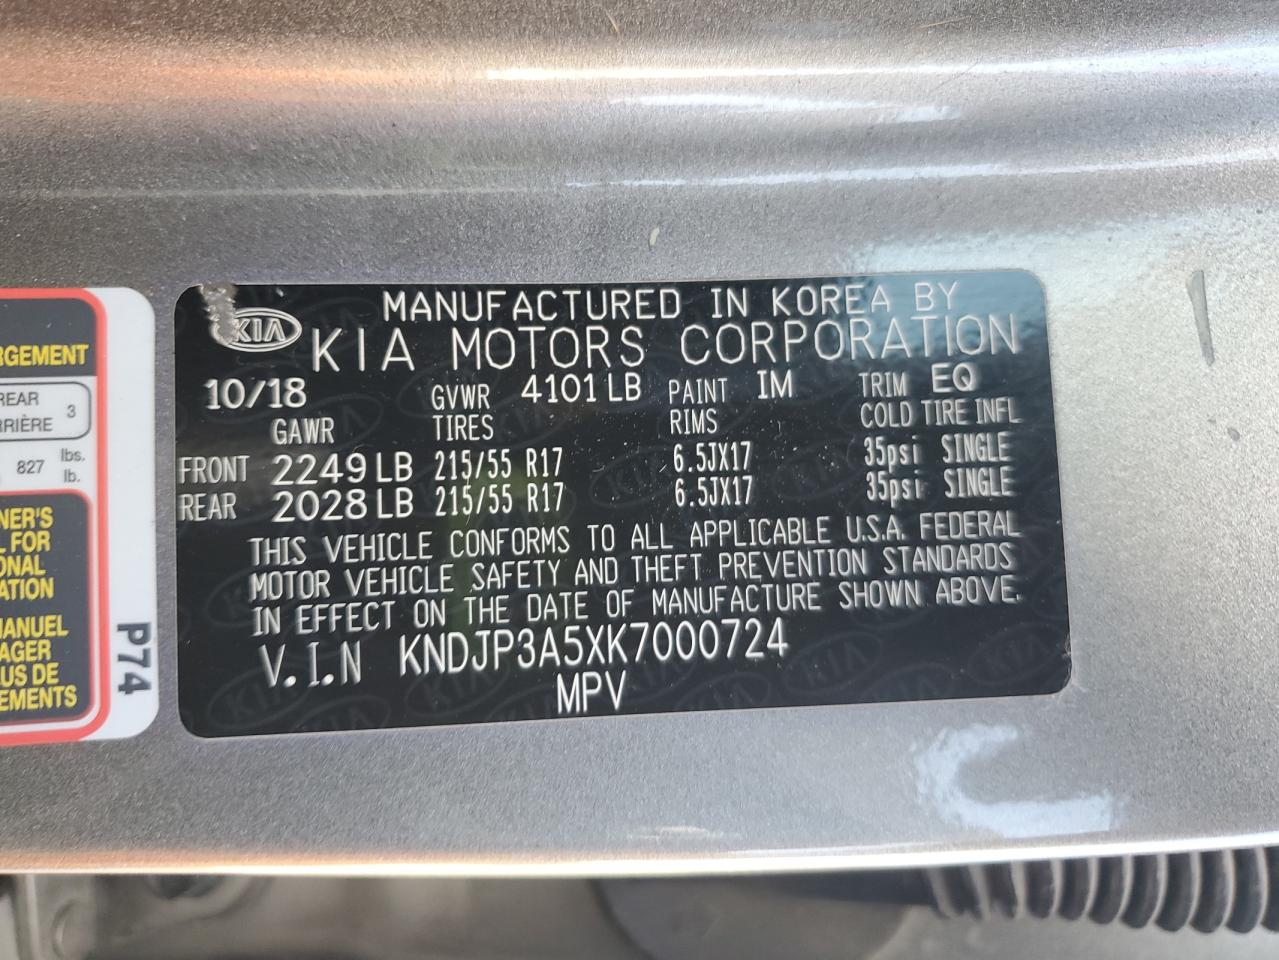 MANUFACTURED IN KOREA BY
KIA KIA MOTORS CORPORATION
10/18 GVWR 4101 LB PAINT IM TRIM EQ
GAWR TIRES RIMS COLD TIRE INFL
FRONT 2249 LB 215/55 R17 6.5JX17 35psi SINGLE
REAR 2028 LB 215/55 R17 6.5JX17 35psi SINGLE
THIS VEHICLE CONFORMS TO ALL APPLICABLE U.S.A. FEDERAL
MOTOR VEHICLE SAFETY AND THEFT PREVENTION STANDARDS
IN EFFECT ON THE DATE OF MANUFACTURE SHOWN ABOVE.
V.I.N KNDJP3A5XK7000724
MPV
RGEMENT
REAR
RRIÈRE 3
827 lbs.
lb.
NER'S
L FOR
ONAL
ATION
MANUEL
AGER
US DE
EMENTS
P74